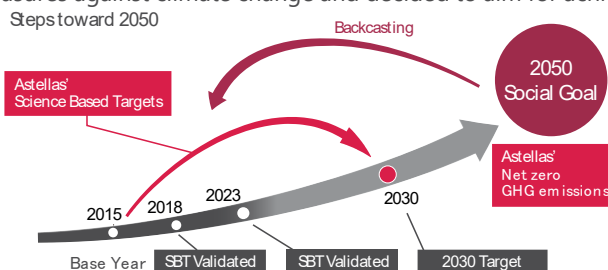 Steps toward 2050
Backcasting
2050
Social Goal
Astellas'
Science Based Targets
Astellas'
Net zero
GHG emissions
2015
2018
2023
2030
Base Year
SBT Validated
SBT Validated
2030 Target